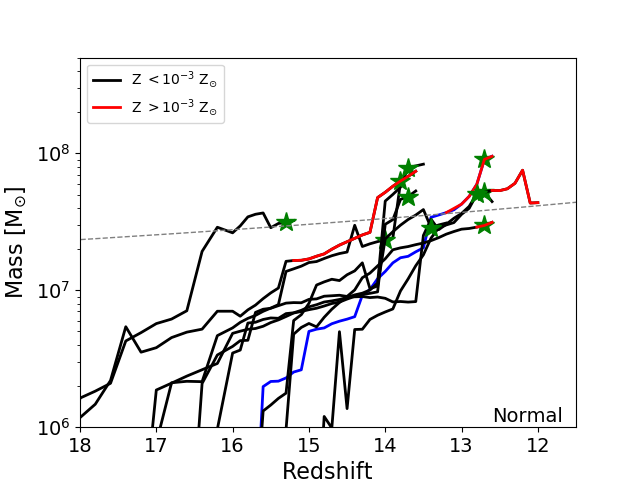 Z < 10⁻³ Z⊙
Z > 10⁻³ Z⊙
10⁸
10⁷
10⁶
Mass [M⊙]
Normal
18 17 16 15 14 13 12
Redshift